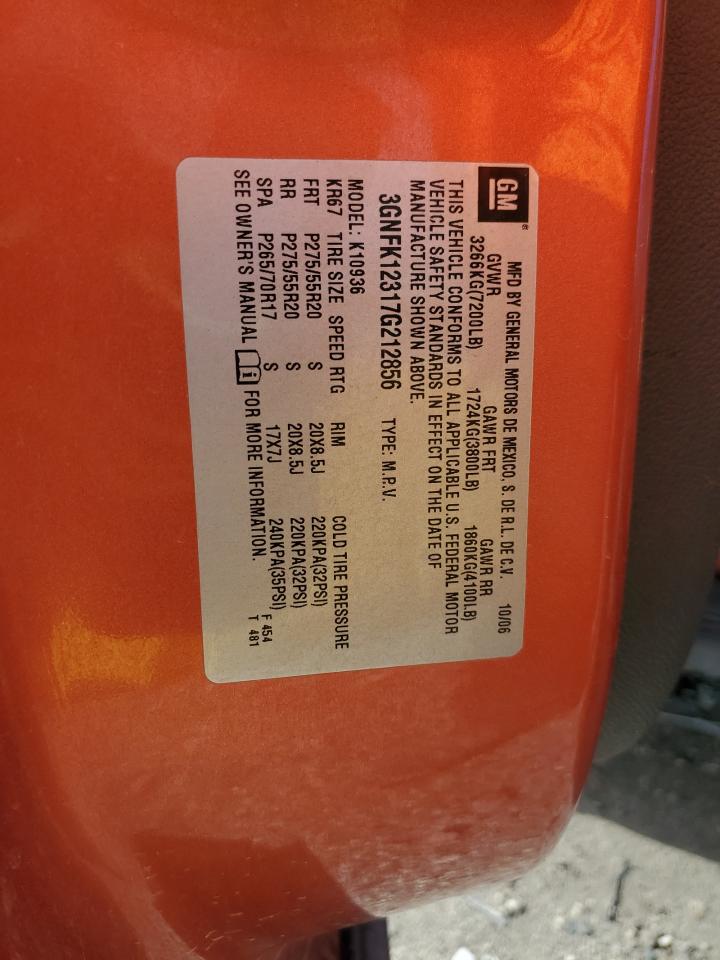 GM®
MFD BY GENERAL MOTORS DE MEXICO, S. DE R.L. DE C.V. 10/06
GVWR GAWR FRT GAWR RR
3266KG(7200LB) 1724KG(3800LB) 1860KG(4100LB)
THIS VEHICLE CONFORMS TO ALL APPLICABLE U.S. FEDERAL MOTOR
VEHICLE SAFETY STANDARDS IN EFFECT ON THE DATE OF
MANUFACTURE SHOWN ABOVE.
3GNFK12317G212856 TYPE: M.P.V.
MODEL: K10936
KR67 TIRE SIZE SPEED RTG RIM COLD TIRE PRESSURE
FRT P275/55R20 S 20X8.5J 220KPA(32PSI)
RR P275/55R20 S 20X8.5J 220KPA(32PSI)
SPA P265/70R17 S 17X7J 240KPA(35PSI) F 454
SEE OWNER'S MANUAL i FOR MORE INFORMATION. T 481